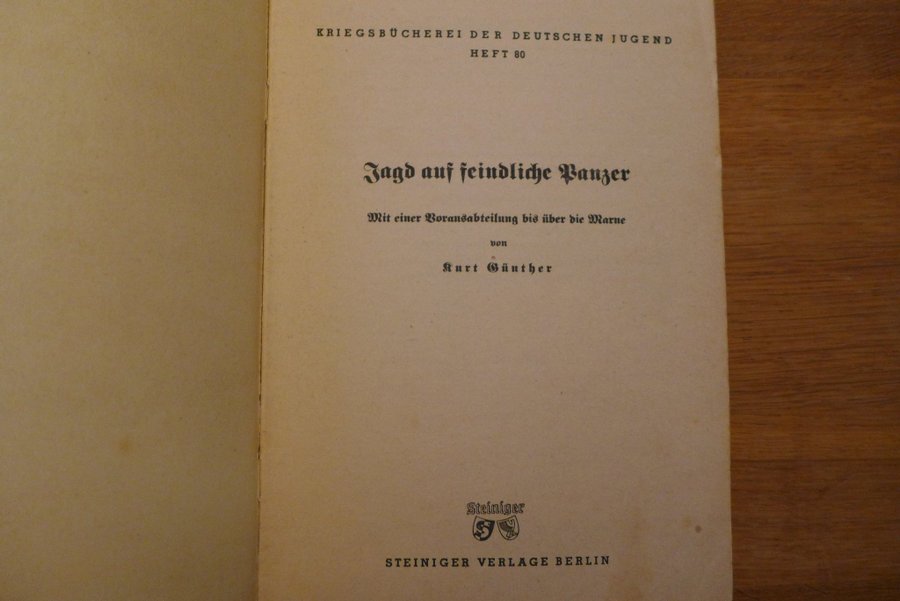 KRIEGSBÜCHEREI DER DEUTSCHEN JUGEND
HEFT 80
Jagd auf feindliche Panzer
Mit einer Vorausabteilung bis über die Marne
von
Kurt Günther
Steiniger
STEINIGER VERLAGE BERLIN